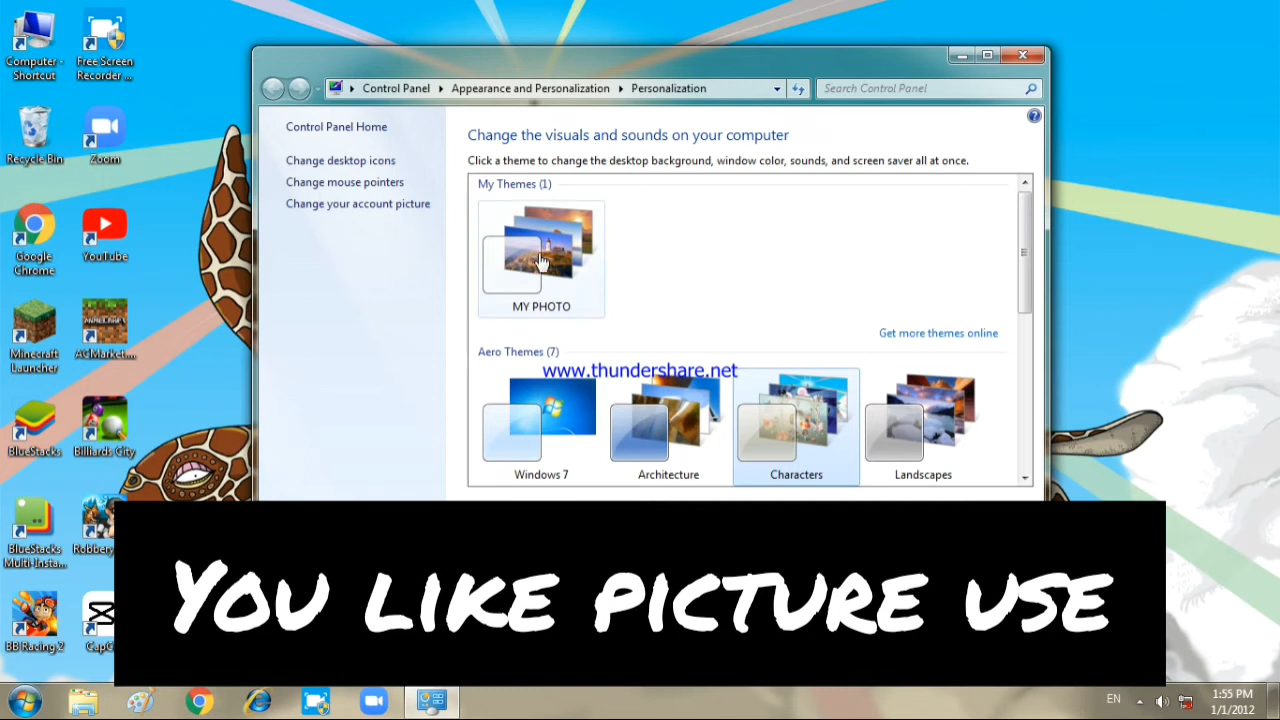 Computer - Shortcut
Free Screen Recorder ...
Recycle Bin
Zoom
Google Chrome
YouTube
Minecraft Launcher
ACMarket...
BlueStacks
Billiards City
BlueStacks Multi-Insta...
Robbery
BB Racing 2
CapC
Control Panel
Appearance and Personalization
Personalization
Search Control Panel
Control Panel Home
Change desktop icons
Change mouse pointers
Change your account picture
Change the visuals and sounds on your computer
Click a theme to change the desktop background, window color, sounds, and screen saver all at once.
My Themes (1)
MY PHOTO
Get more themes online
Aero Themes (7)
www.thundershare.net
Windows 7
Architecture
Characters
Landscapes
You like picture use
EN
1:55 PM
1/1/2012